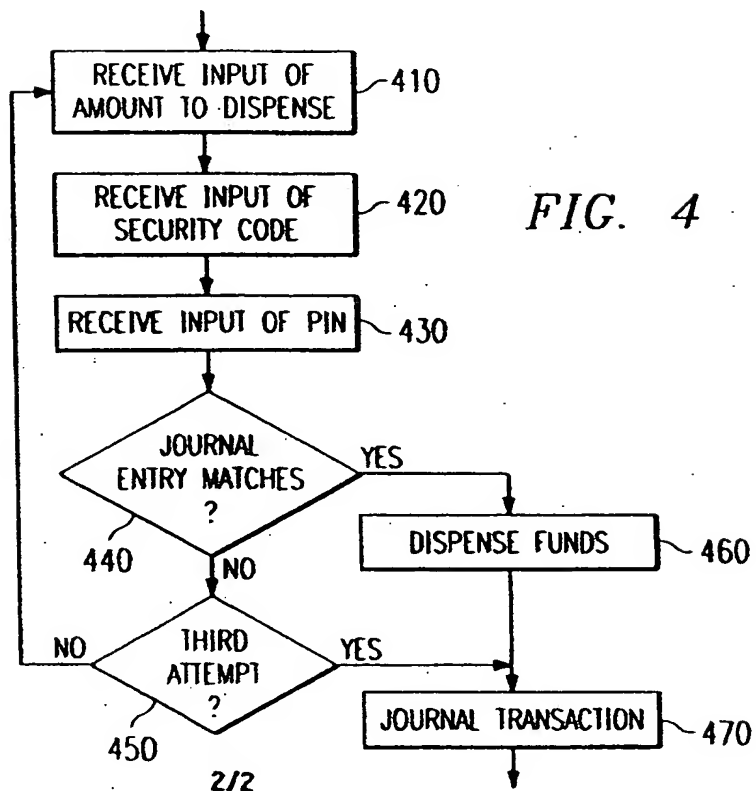 RECEIVE INPUT OF
AMOUNT TO DISPENSE
410
RECEIVE INPUT OF
SECURITY CODE
420
FIG. 4
RECEIVE INPUT OF PIN
430
JOURNAL
ENTRY MATCHES
?
440
YES
NO
DISPENSE FUNDS
460
THIRD
ATTEMPT
?
450
NO
YES
JOURNAL TRANSACTION
470
2/2